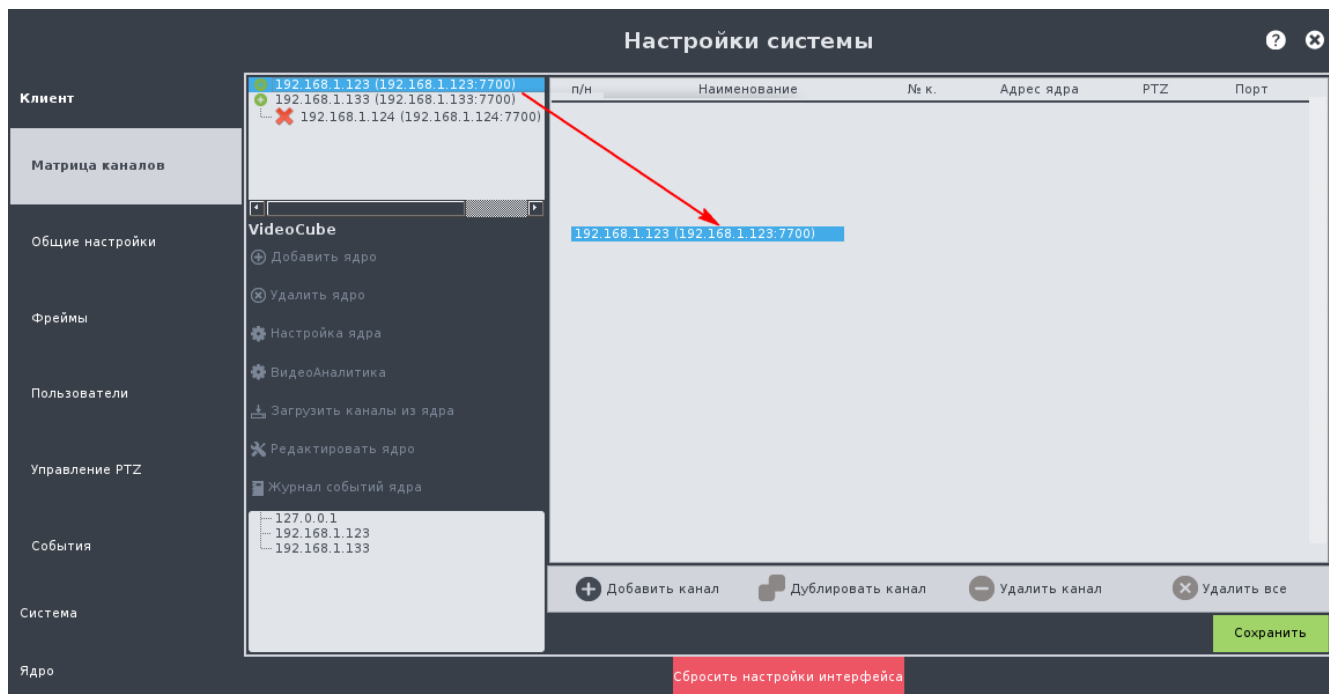 Настройки системы
Клиент
Матрица каналов
Общие настройки
Фреймы
Пользователи
Управление PTZ
События
Система
Ядро
192.168.1.123 (192.168.1.123:7700)
192.168.1.133 (192.168.1.133:7700)
192.168.1.124 (192.168.1.124:7700)
VideoCube
Добавить ядро
Удалить ядро
Настройка ядра
ВидеоАналитика
Загрузить каналы из ядра
Редактировать ядро
Журнал событий ядра
127.0.0.1
192.168.1.123
192.168.1.133
п/н Наименование № к. Адрес ядра PTZ Порт
192.168.1.123 (192.168.1.123:7700)
Добавить канал Дублировать канал Удалить канал Удалить все
Сохранить
Сбросить настройки интерфейса